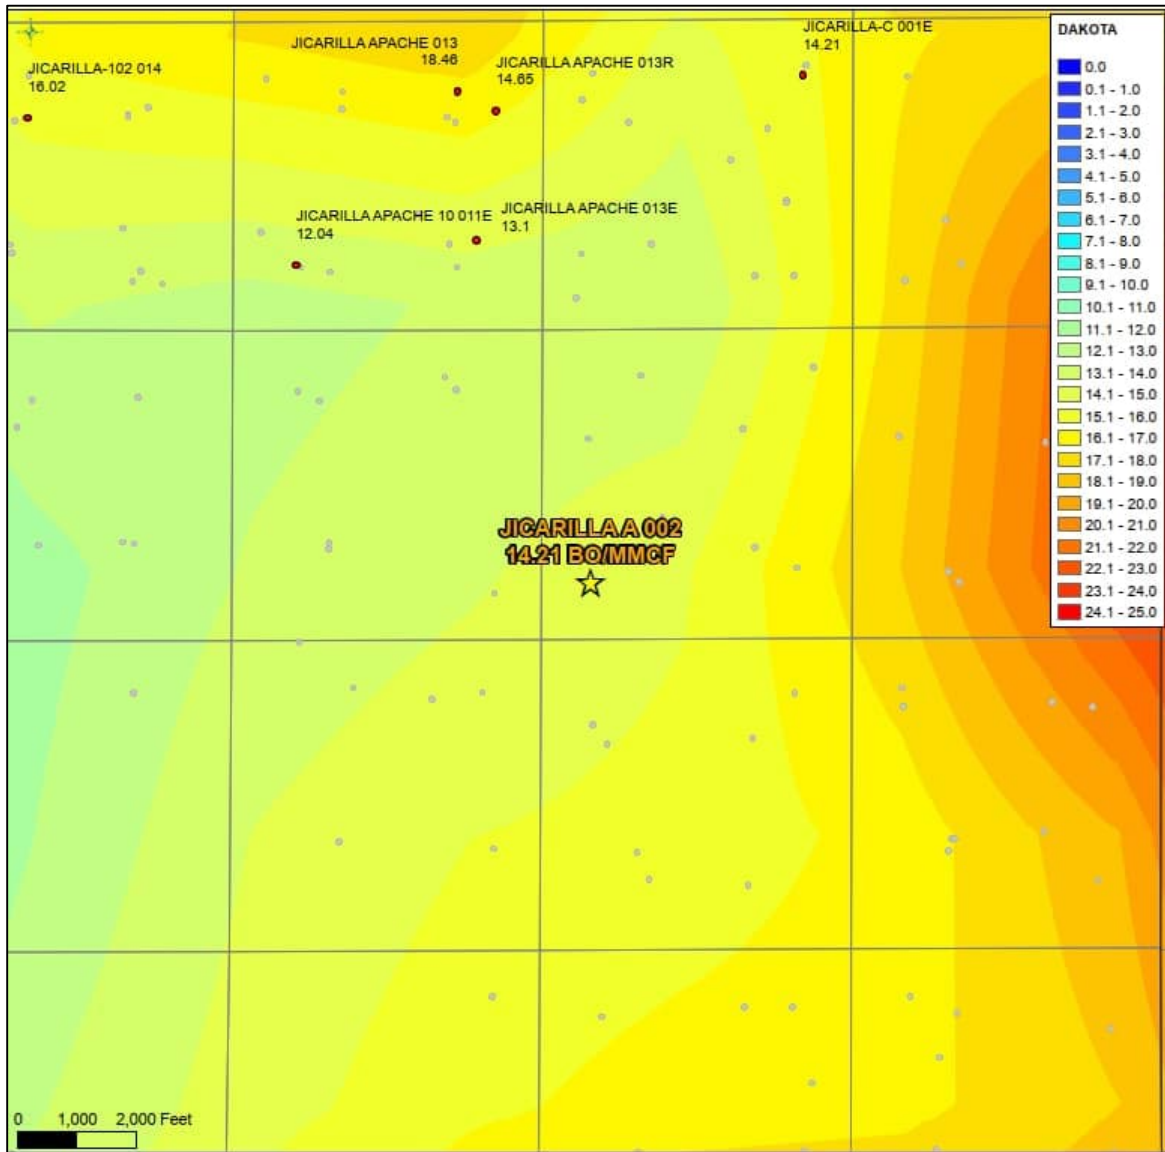 JICARILLA-102 014
16.02
JICARILLA APACHE 013
18.46
JICARILLA APACHE 013R
14.65
JICARILLA-C 001E
14.21
JICARILLA APACHE 10 011E
12.04
JICARILLA APACHE 013E
13.1
JICARILLA A 002
14.21 BO/MMCF
0 1,000 2,000 Feet
DAKOTA
0.0
0.1 - 1.0
1.1 - 2.0
2.1 - 3.0
3.1 - 4.0
4.1 - 5.0
5.1 - 6.0
6.1 - 7.0
7.1 - 8.0
8.1 - 9.0
9.1 - 10.0
10.1 - 11.0
11.1 - 12.0
12.1 - 13.0
13.1 - 14.0
14.1 - 15.0
15.1 - 16.0
16.1 - 17.0
17.1 - 18.0
18.1 - 19.0
19.1 - 20.0
20.1 - 21.0
21.1 - 22.0
22.1 - 23.0
23.1 - 24.0
24.1 - 25.0